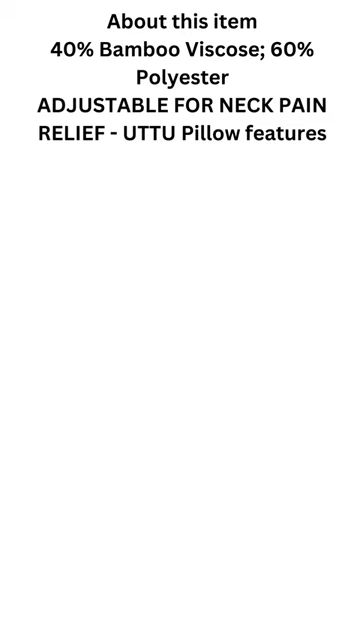 About this item
40% Bamboo Viscose; 60%
Polyester
ADJUSTABLE FOR NECK PAIN
RELIEF - UTTU Pillow features